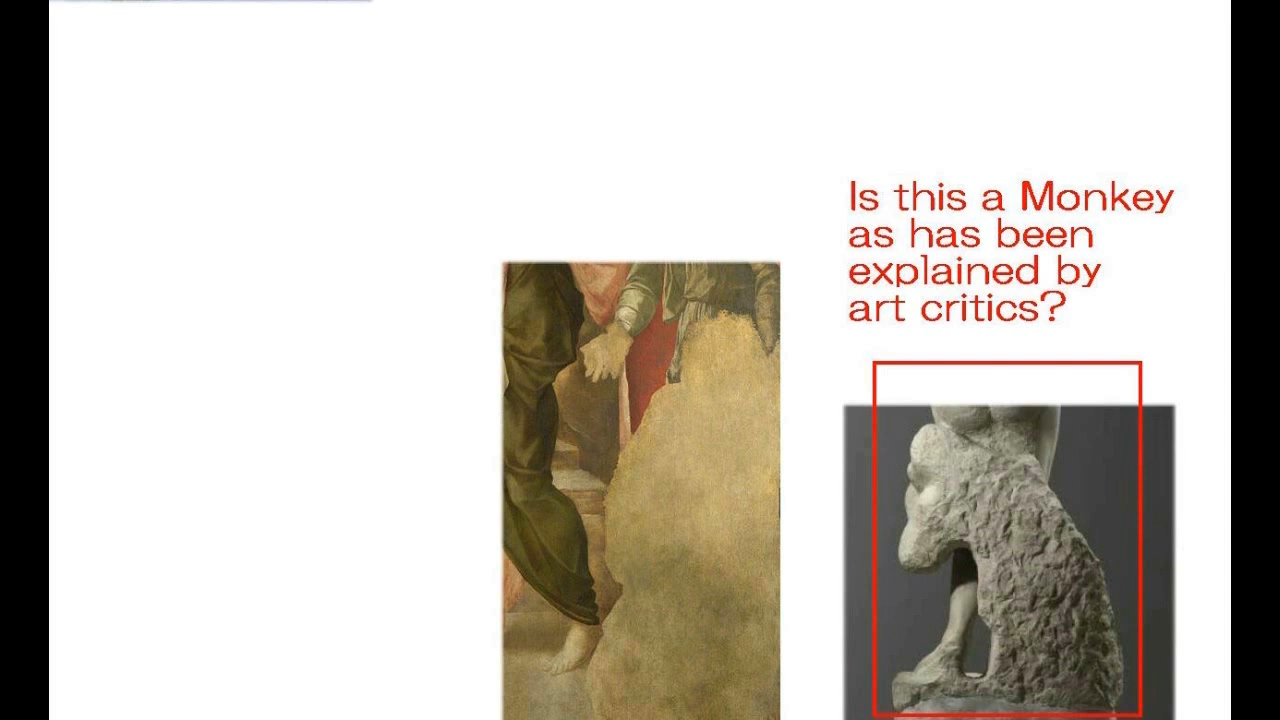 Is this a Monkey
as has been
explained by
art critics?